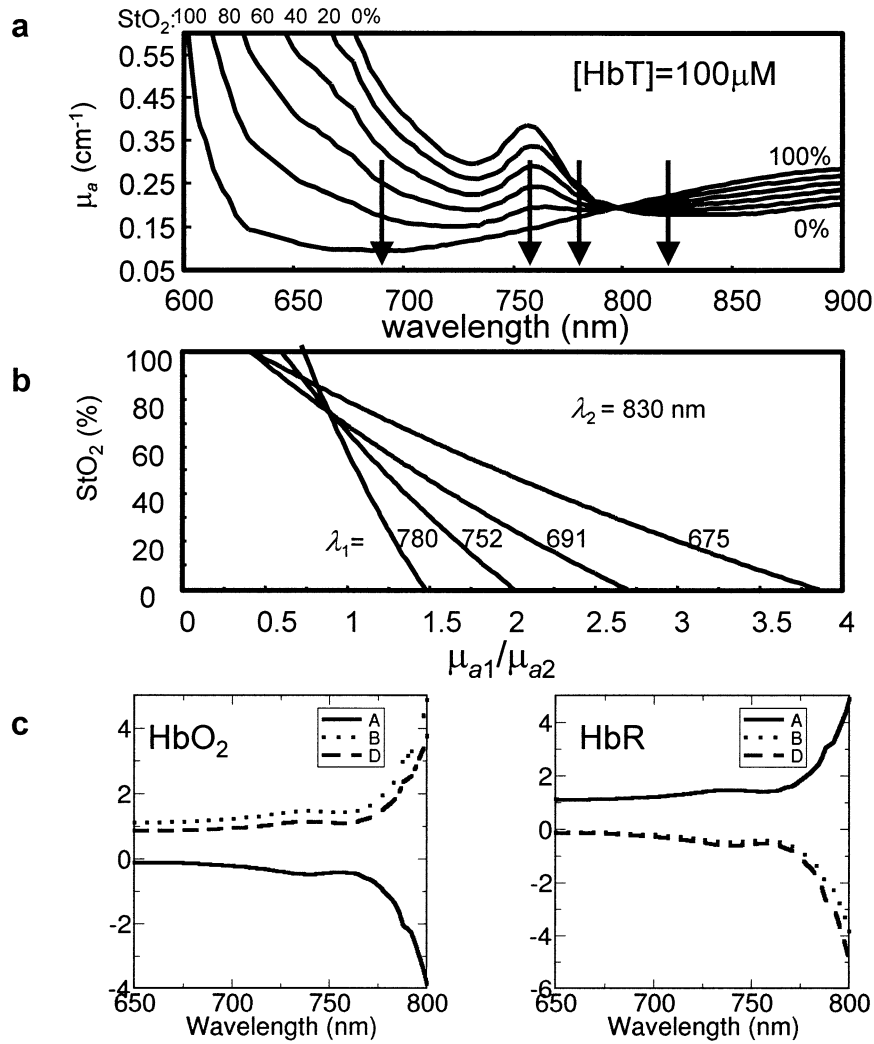 a
StO₂: 100 80 60 40 20 0%
[HbT]=100μM
0.55
0.45
0.35
0.25
0.15
0.05
μa (cm⁻¹)
100%
0%
600 650 700 750 800 850 900
wavelength (nm)
b
100
80
60
40
20
0
StO₂ (%)
λ₂ = 830 nm
λ₁= 780 752 691 675
0 0.5 1 1.5 2 2.5 3 3.5 4
μa1/μa2
c
HbO₂
A
B
D
4
2
0
-2
-4
650 700 750 800
Wavelength (nm)
HbR
A
B
D
4
2
0
-2
-4
-6
650 700 750 800
Wavelength (nm)